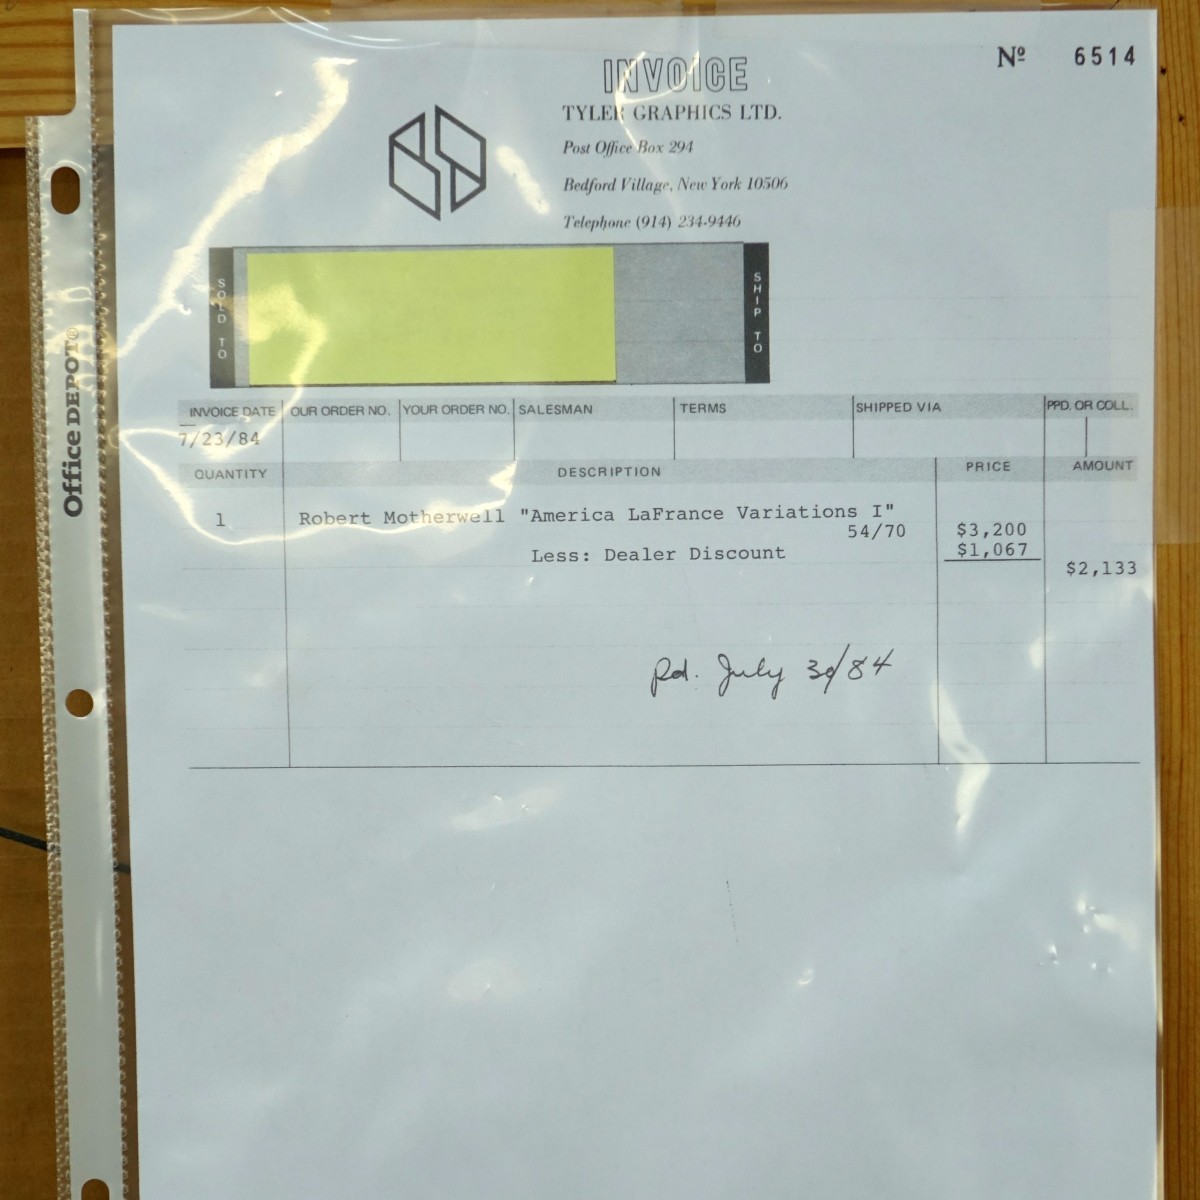 Nº 6514
INVOICE
TYLER GRAPHICS LTD.
Post Office Box 294
Bedford Village, New York 10506
Telephone (914) 234-9446
SOLD TO
SHIP TO
INVOICE DATE OUR ORDER NO. YOUR ORDER NO. SALESMAN TERMS SHIPPED VIA PPD. OR COLL.
7/23/84
QUANTITY DESCRIPTION PRICE AMOUNT
1 Robert Motherwell "America LaFrance Variations I"
54/70 $3,200
Less: Dealer Discount $1,067
$2,133
Pd. July 30/84
Office DEPOT®